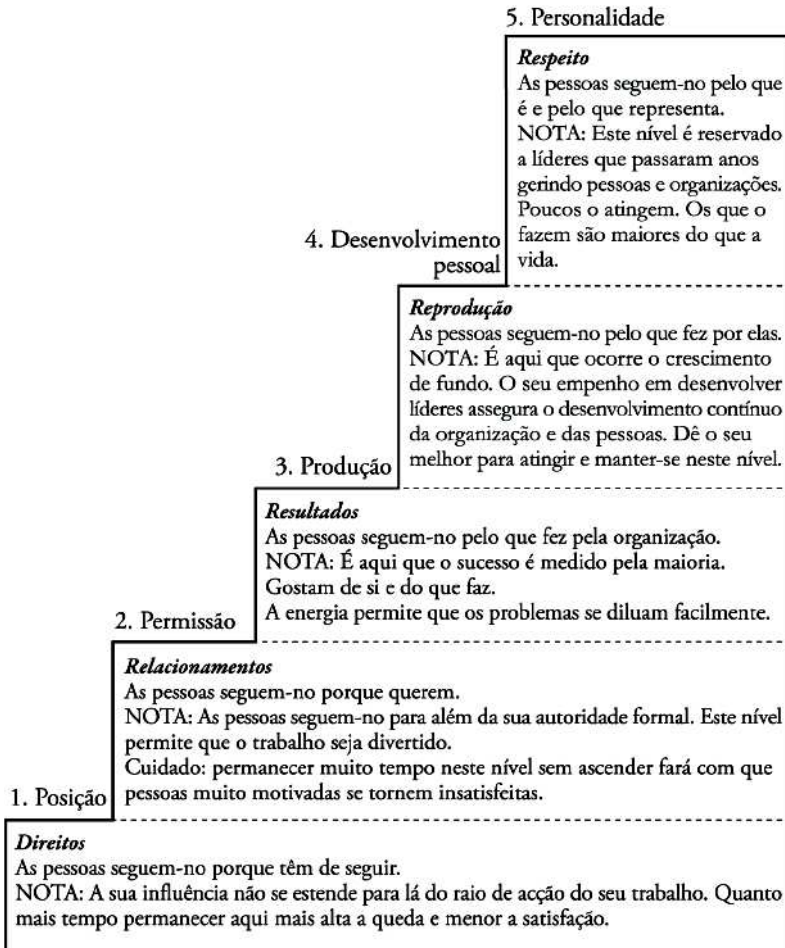 5. Personalidade
Respeito
As pessoas seguem-no pelo que
é e pelo que representa.
NOTA: Este nível é reservado
a líderes que passaram anos
gerindo pessoas e organizações.
Poucos o atingem. Os que o
fazem são maiores do que a
vida.
4. Desenvolvimento
pessoal
Reprodução
As pessoas seguem-no pelo que fez por elas.
NOTA: É aqui que ocorre o crescimento
de fundo. O seu empenho em desenvolver
líderes assegura o desenvolvimento contínuo
da organização e das pessoas. Dê o seu
melhor para atingir e manter-se neste nível.
3. Produção
Resultados
As pessoas seguem-no pelo que fez pela organização.
NOTA: É aqui que o sucesso é medido pela maioria.
Gostam de si e do que faz.
A energia permite que os problemas se diluam facilmente.
2. Permissão
Relacionamentos
As pessoas seguem-no porque querem.
NOTA: As pessoas seguem-no para além da sua autoridade formal. Este nível
permite que o trabalho seja divertido.
Cuidado: permanecer muito tempo neste nível sem ascender fará com que
pessoas muito motivadas se tornem insatisfeitas.
1. Posição
Direitos
As pessoas seguem-no porque têm de seguir.
NOTA: A sua influência não se estende para lá do raio de acção do seu trabalho. Quanto
mais tempo permanecer aqui mais alta a queda e menor a satisfação.